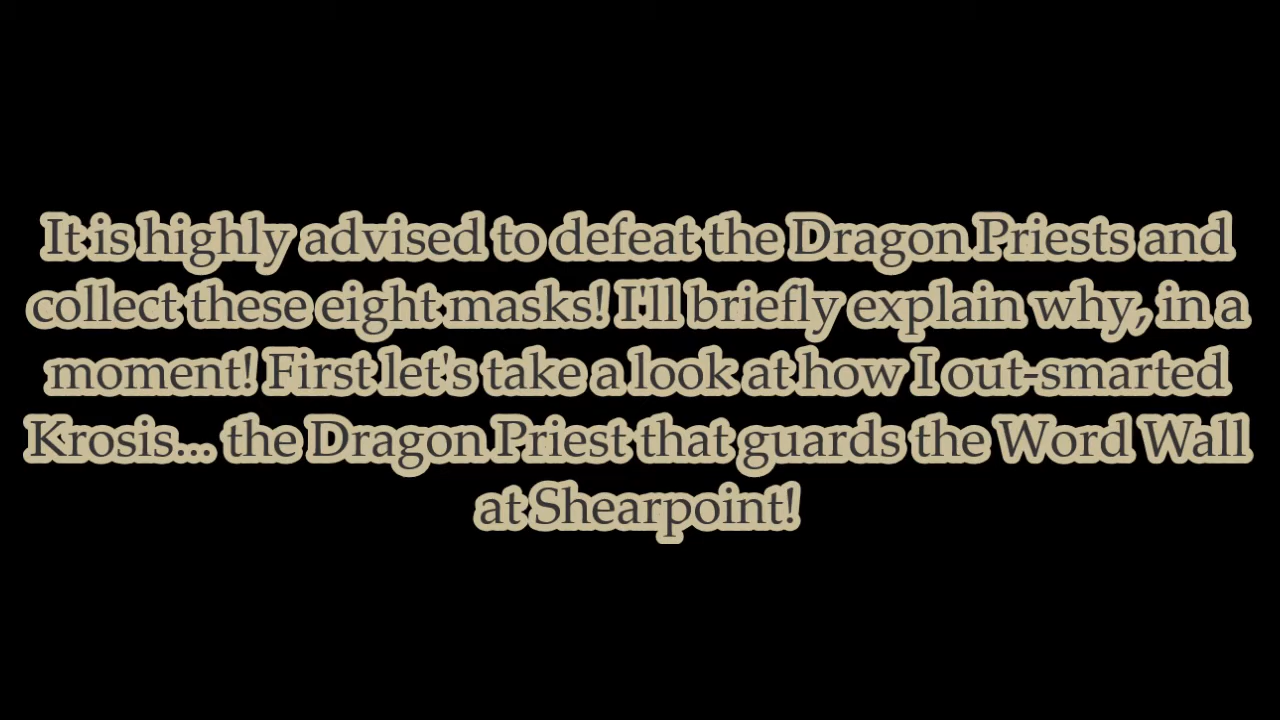 It is highly advised to defeat the Dragon Priests and
collect these eight masks! I'll briefly explain why, in a
moment! First let's take a look at how I out-smarted
Krosis... the Dragon Priest that guards the Word Wall
at Shearpoint!